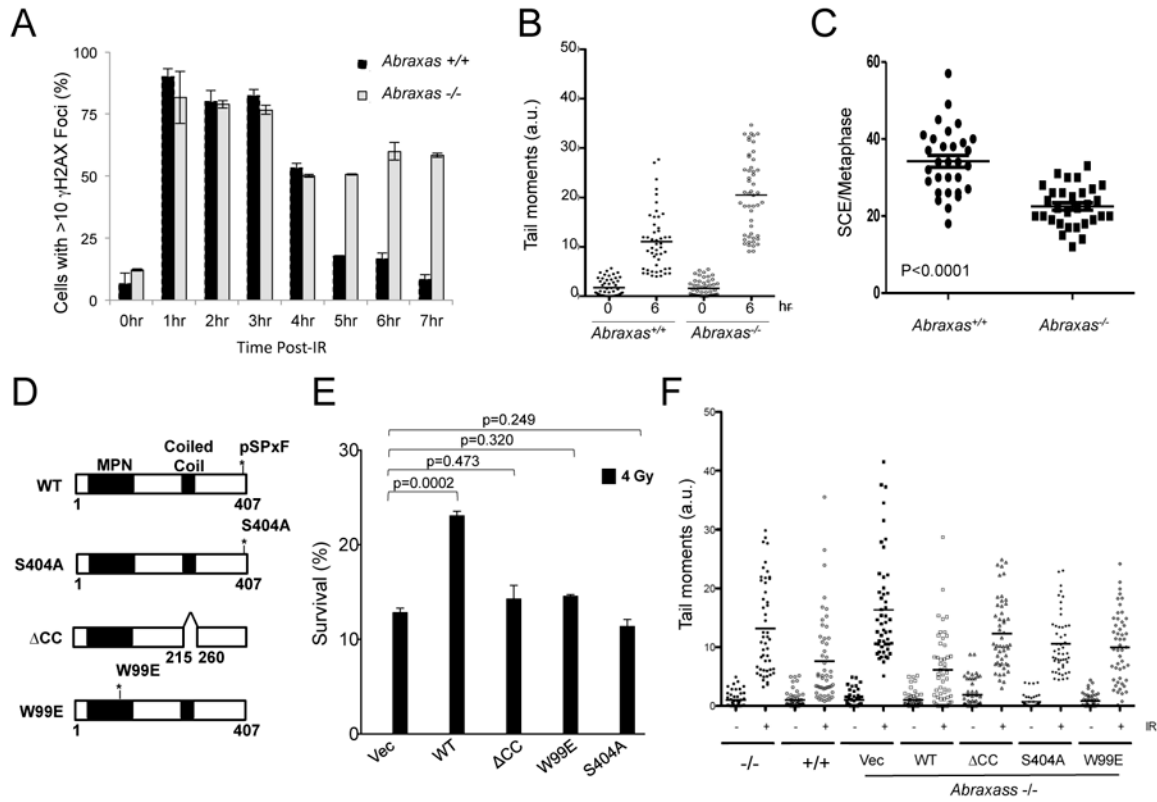 A
Cells with >10 γH2AX Foci (%)
100
75
50
25
0
Abraxas +/+
Abraxas -/-
0hr 1hr 2hr 3hr 4hr 5hr 6hr 7hr
Time Post-IR
B
Tail moments (a.u.)
50
40
30
20
10
0
0 6 0 6 hr
Abraxas+/+ Abraxas-/-
C
SCE/Metaphase
60
40
20
0
P<0.0001
Abraxas+/+ Abraxas-/-
D
MPN Coiled Coil pSPxF
*
WT
1 407
S404A
*
S404A
1 407
ΔCC
215 260
W99E
*
W99E
1 407
E
p=0.249
p=0.320
p=0.473
p=0.0002
4 Gy
Survival (%)
30
20
10
0
Vec WT ΔCC W99E S404A
F
Tail moments (a.u.)
50
40
30
20
10
0
- + - + - + - + - + - + - + IR
-/- +/+ Vec WT ΔCC S404A W99E
Abraxass -/-